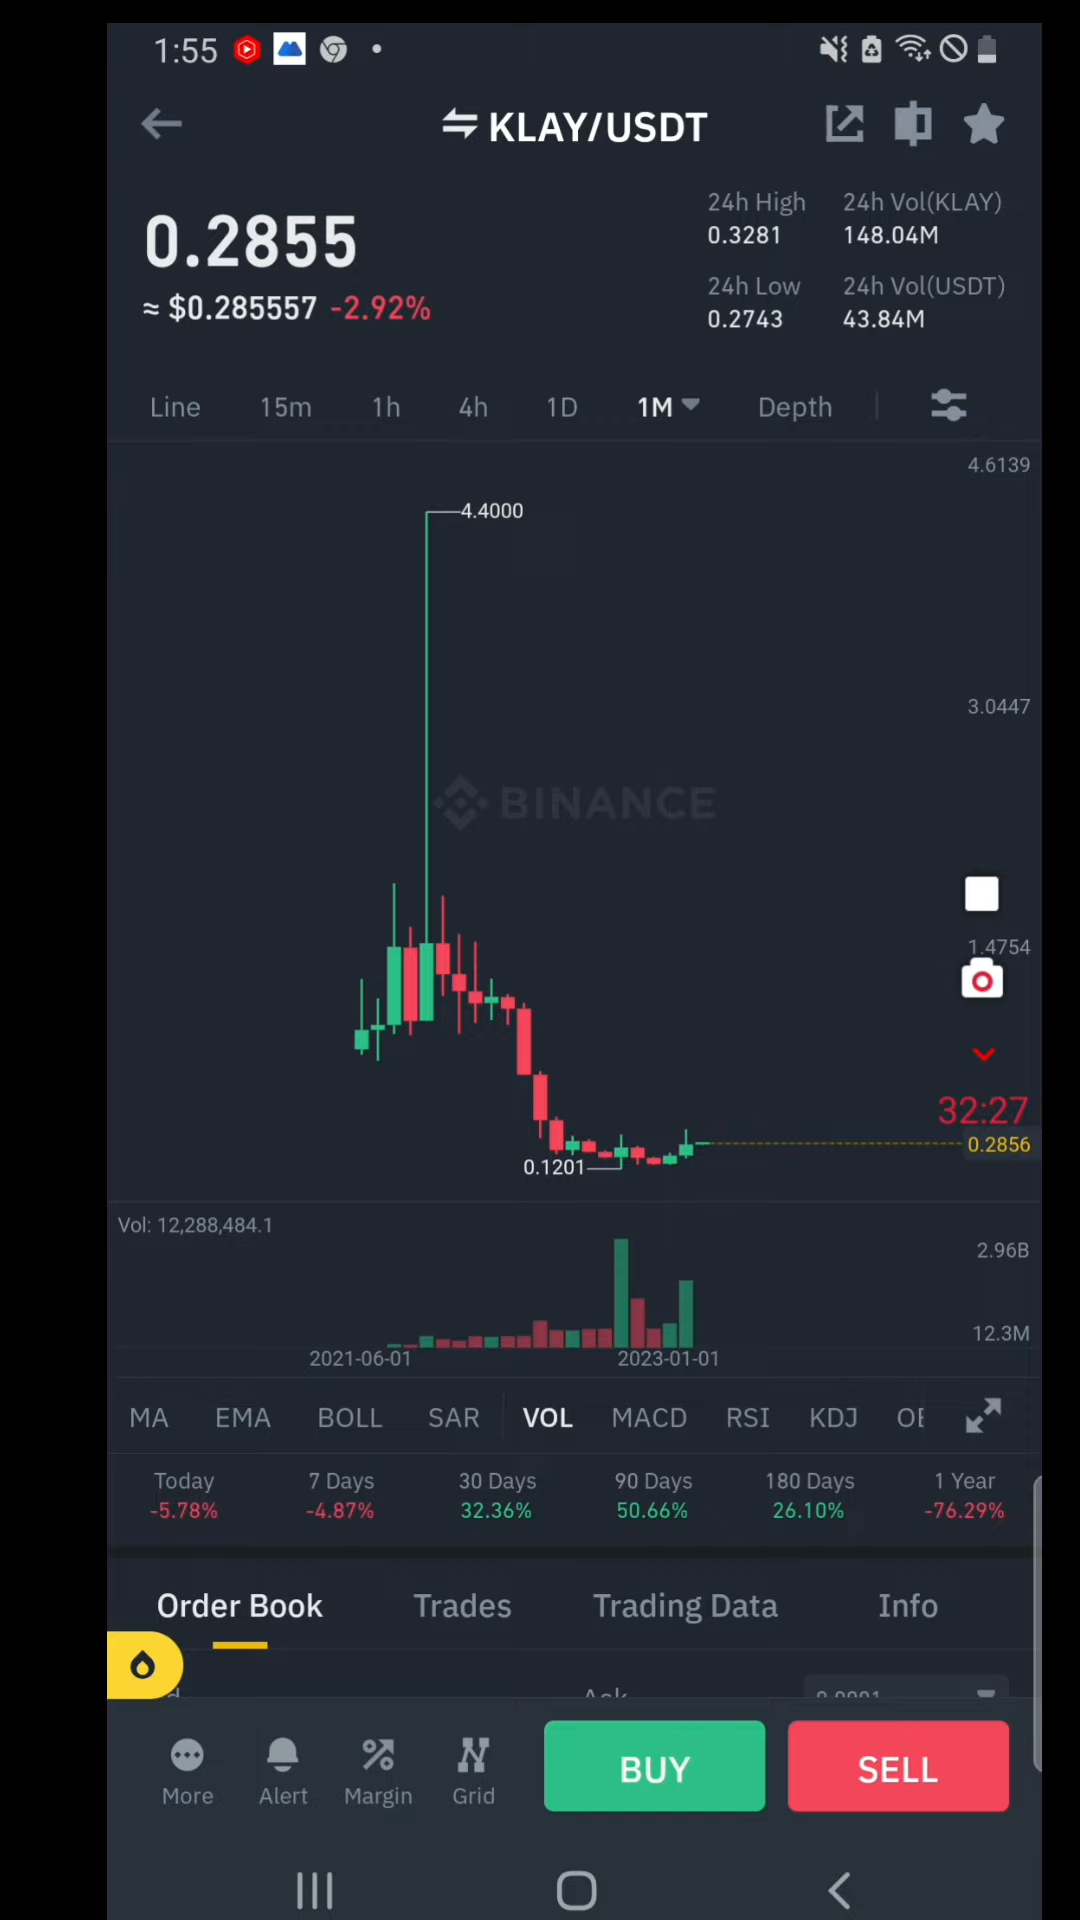 1:55
KLAY/USDT
0.2855
≈ $0.285557 -2.92%
24h High
0.3281
24h Vol(KLAY)
148.04M
24h Low
0.2743
24h Vol(USDT)
43.84M
Line 15m 1h 4h 1D 1M Depth
4.6139
4.4000
3.0447
BINANCE
1.4754
32:27
0.2856
0.1201
Vol: 12,288,484.1
2.96B
12.3M
2021-06-01 2023-01-01
MA EMA BOLL SAR VOL MACD RSI KDJ
Today 7 Days 30 Days 90 Days 180 Days 1 Year
-5.78% -4.87% 32.36% 50.66% 26.10% -76.29%
Order Book Trades Trading Data Info
More Alert Margin Grid BUY SELL